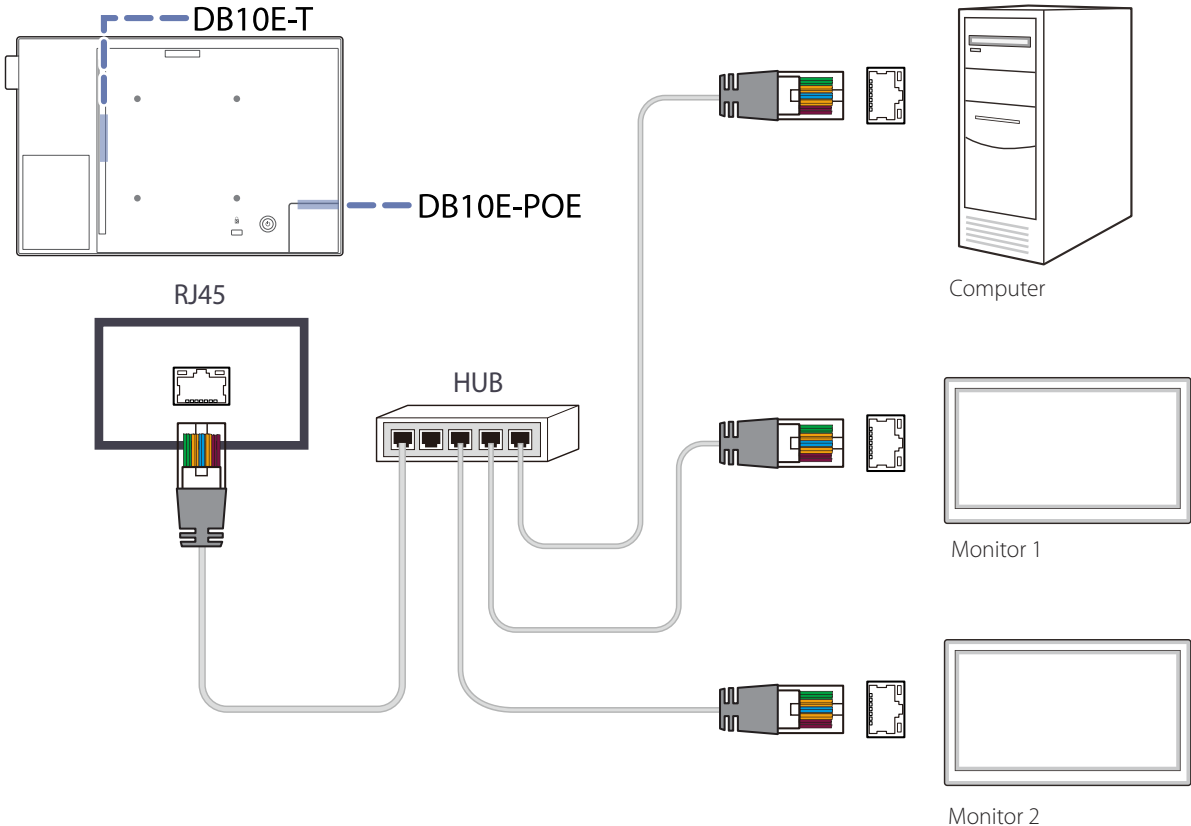 DB10E-T
DB10E-POE
RJ45
HUB
Computer
Monitor 1
Monitor 2